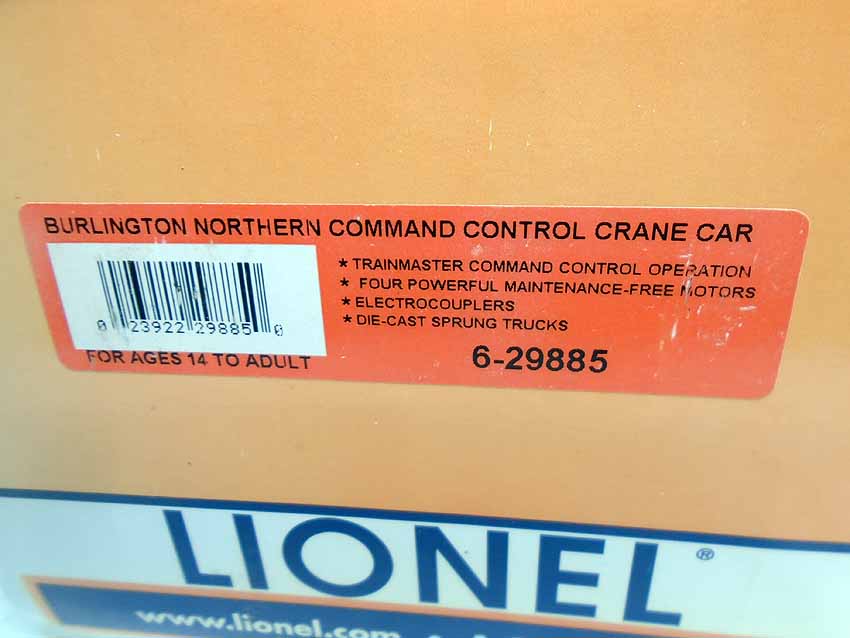 BURLINGTON NORTHERN COMMAND CONTROL CRANE CAR
* TRAINMASTER COMMAND CONTROL OPERATION
* FOUR POWERFUL MAINTENANCE-FREE MOTORS
* ELECTROCOUPLERS
* DIE-CAST SPRUNG TRUCKS
0 23922 29885 0
FOR AGES 14 TO ADULT
6-29885
LIONEL®
www.lionel.com